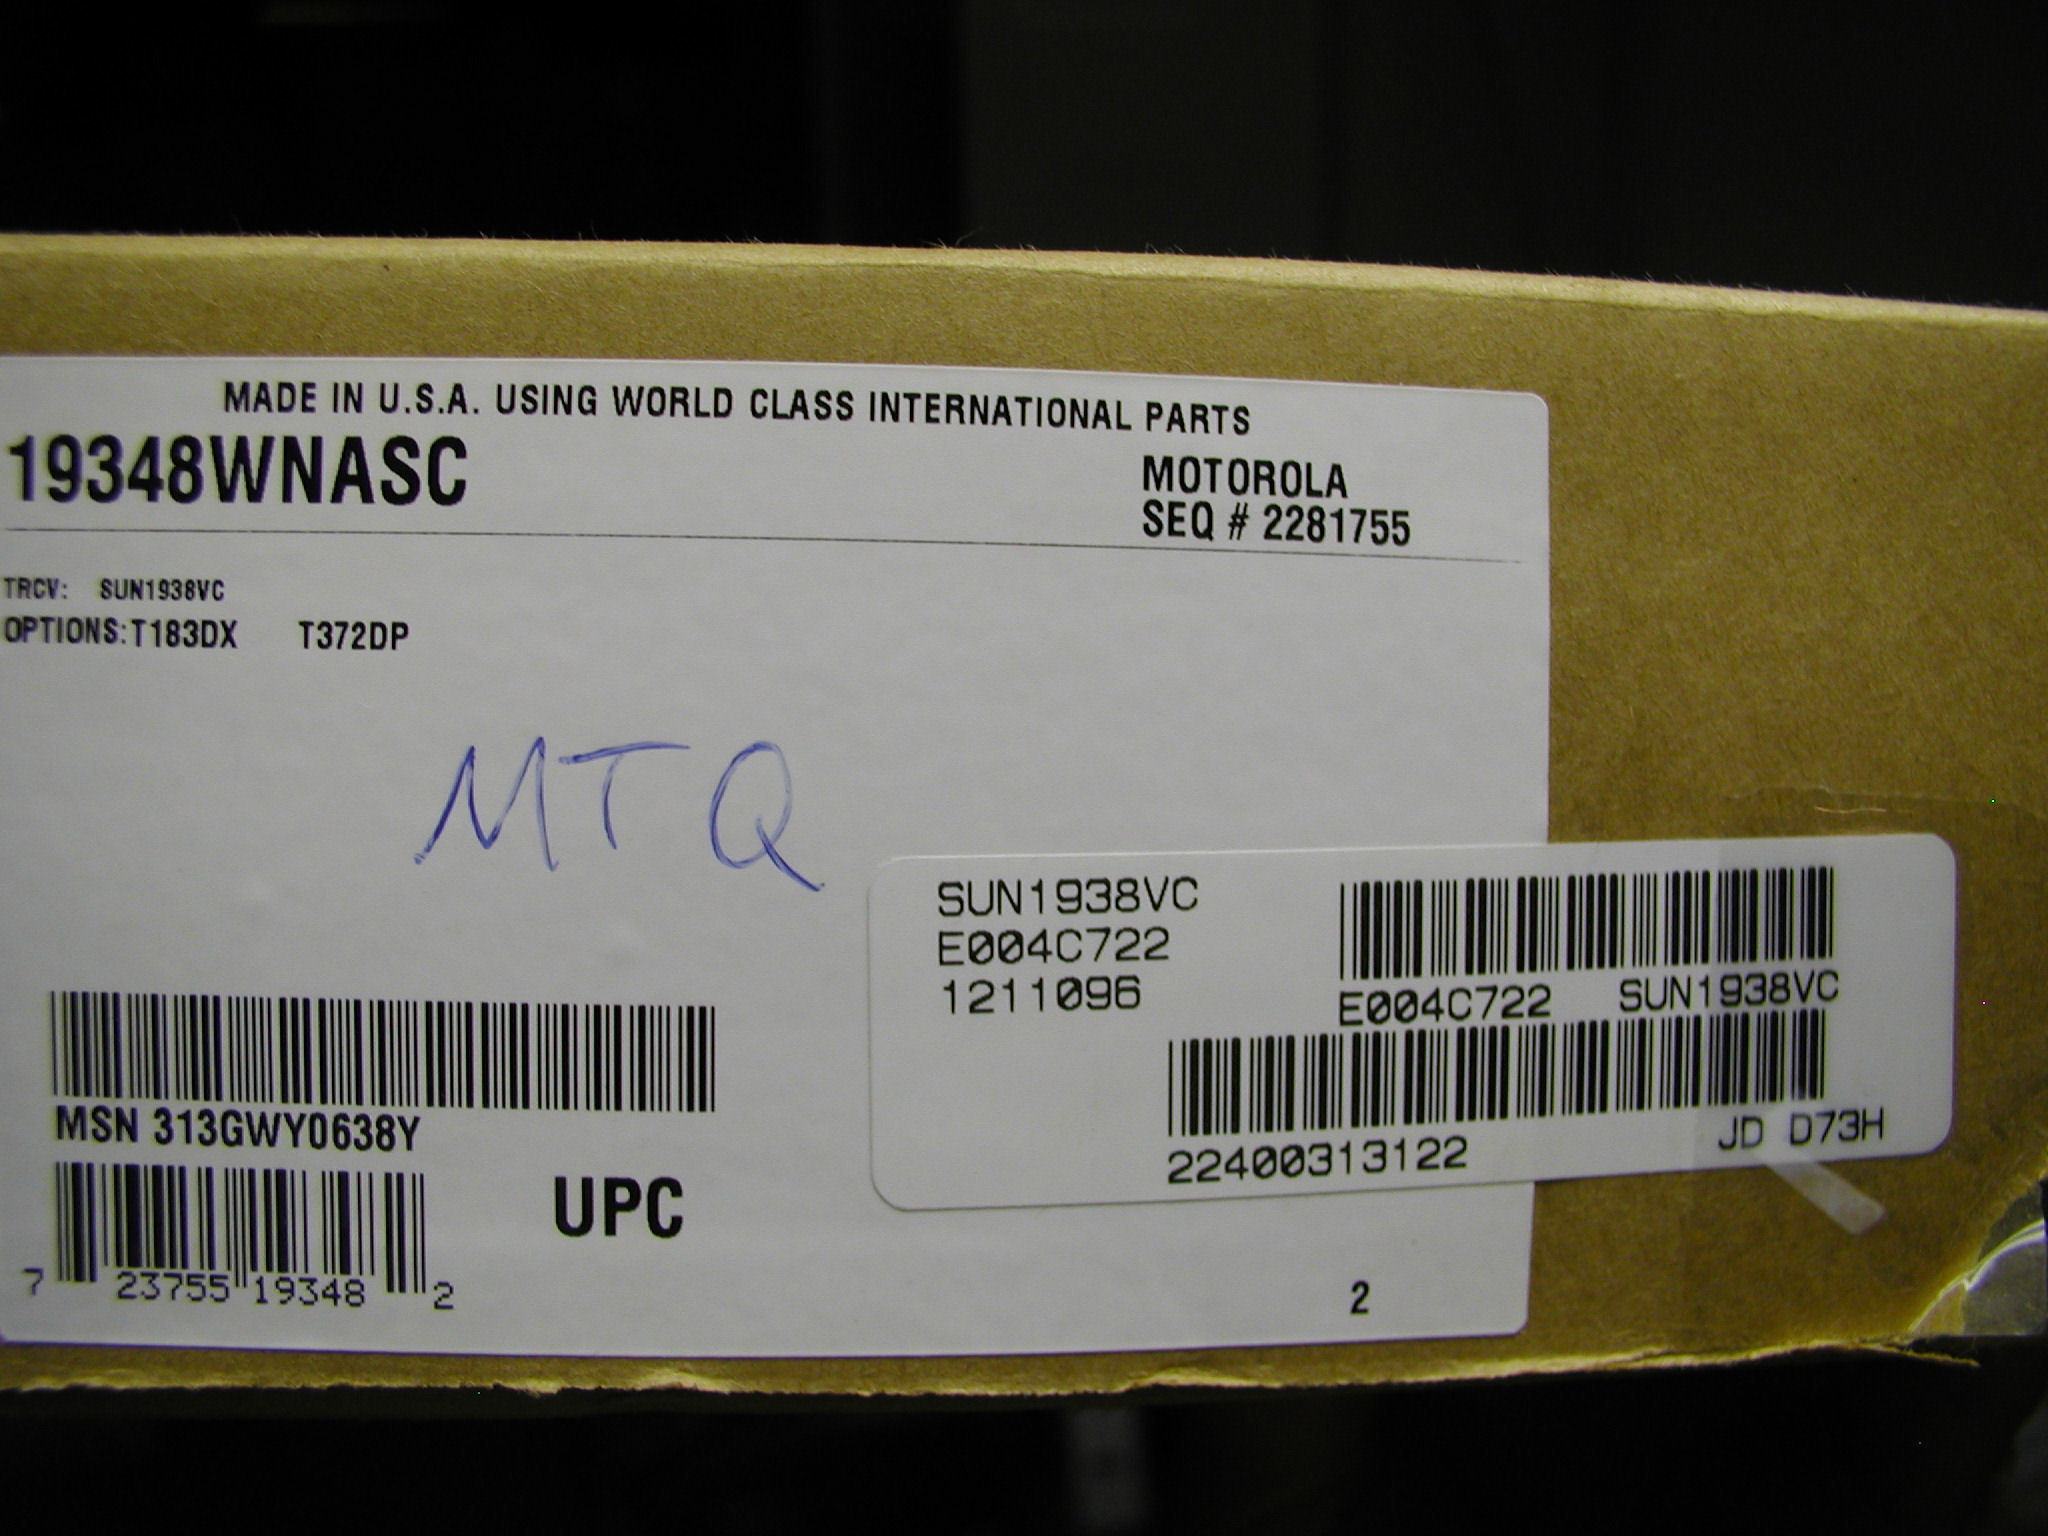 MADE IN U.S.A. USING WORLD CLASS INTERNATIONAL PARTS
19348WNASC
MOTOROLA
SEQ # 2281755
TRCV: SUN1938VC
OPTIONS:T183DX T372DP
MTQ
SUN1938VC
E004C722
1211096
E004C722 SUN1938VC
22400313122
JD D73H
MSN 313GWY0638Y
UPC
7 23755 19348 2
2